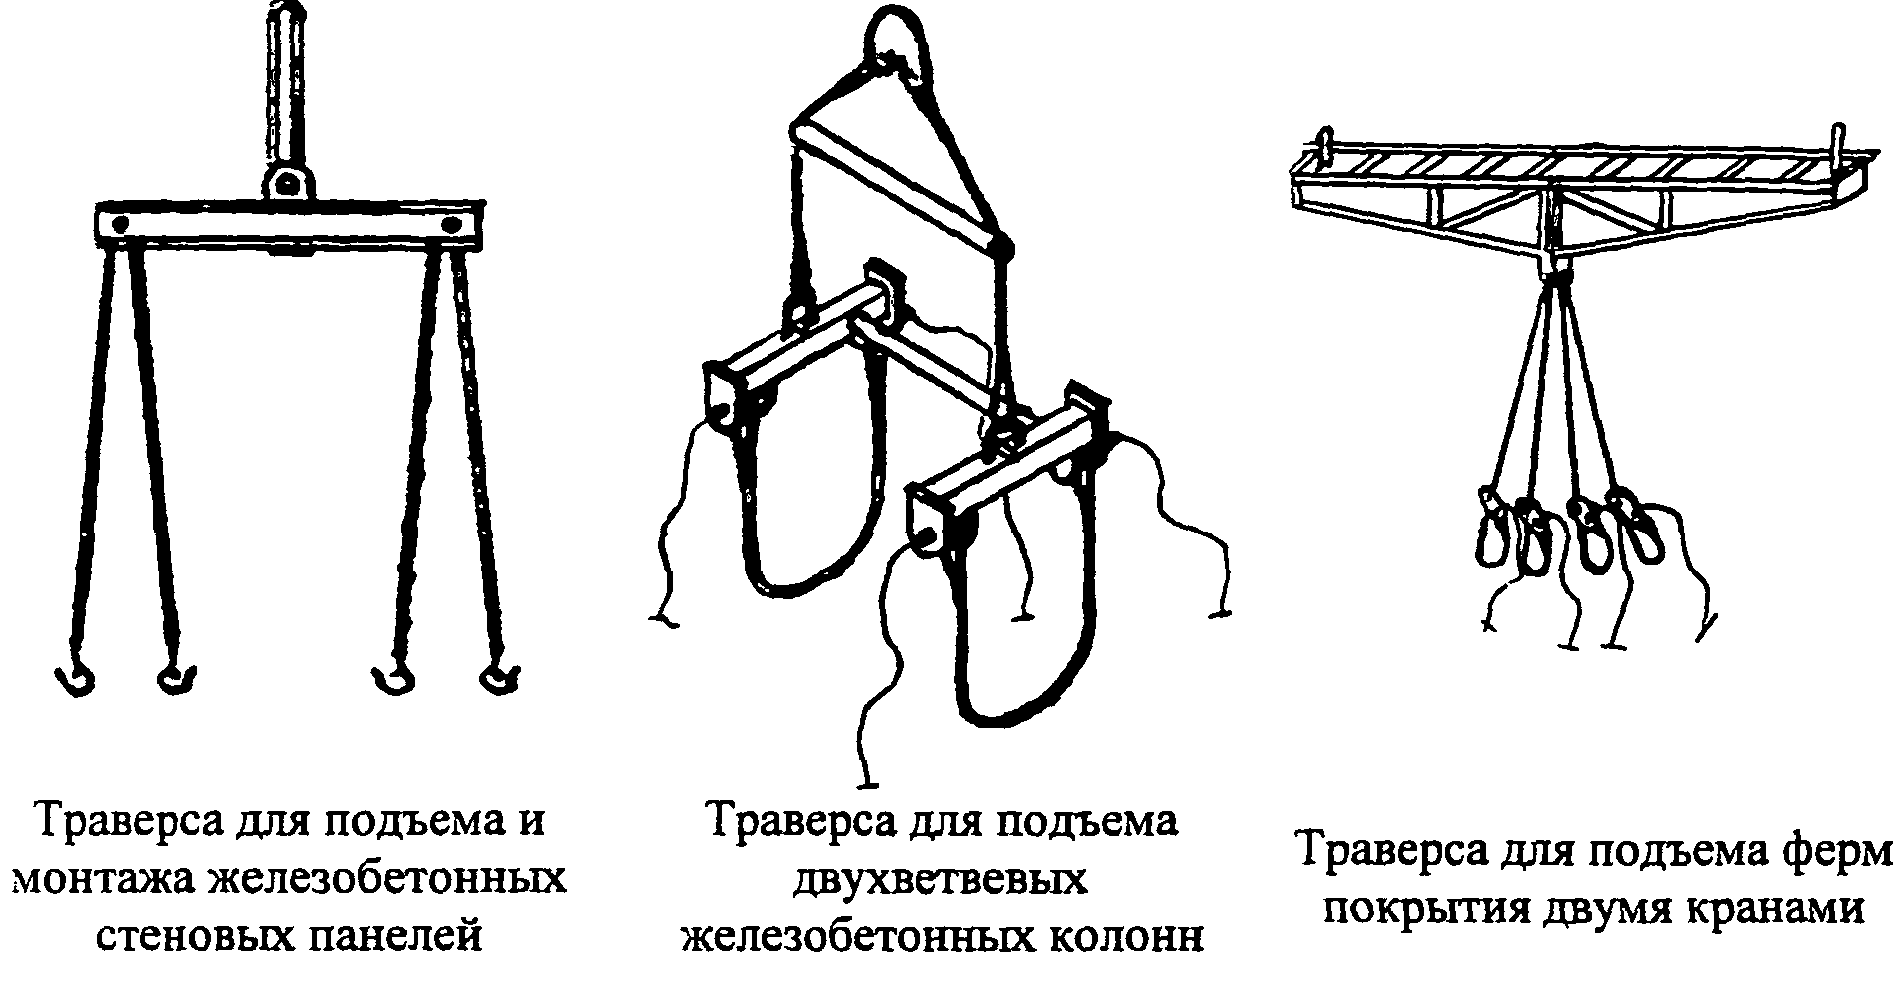 Траверса для подъема и
монтажа железобетонных
стеновых панелей
Траверса для подъема
двухветвевых
железобетонных колонн
Траверса для подъема ферм
покрытия двумя кранами